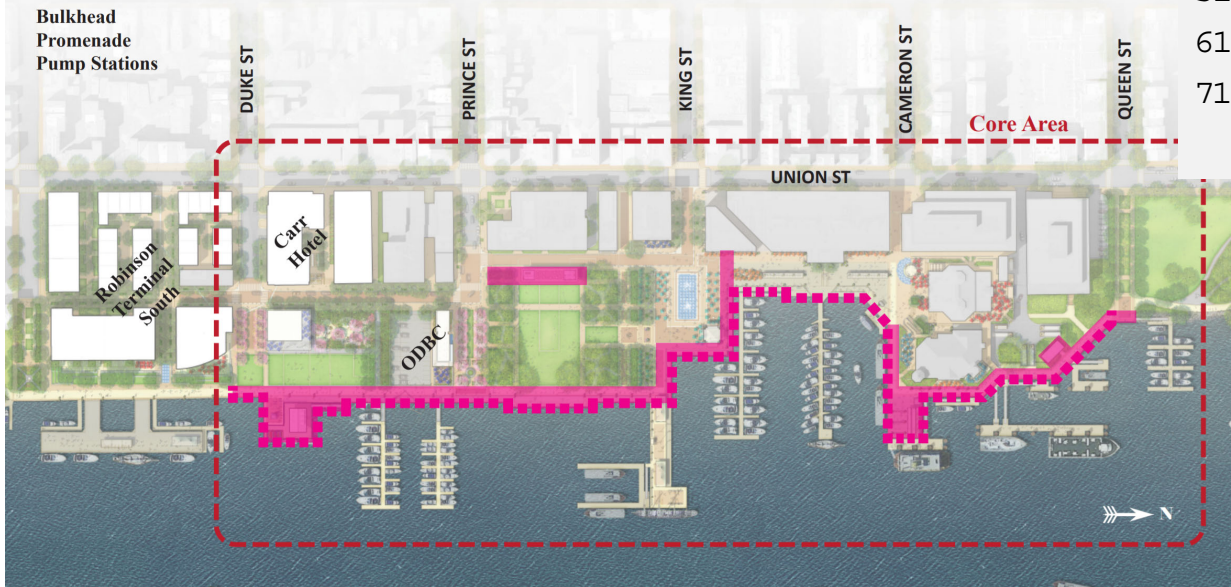 Bulkhead
Promenade
Pump Stations
61
71
DUKE ST
PRINCE ST
KING ST
CAMERON ST
QUEEN ST
Core Area
UNION ST
Carr
Hotel
Robinson
Terminal
South
ODBC
N